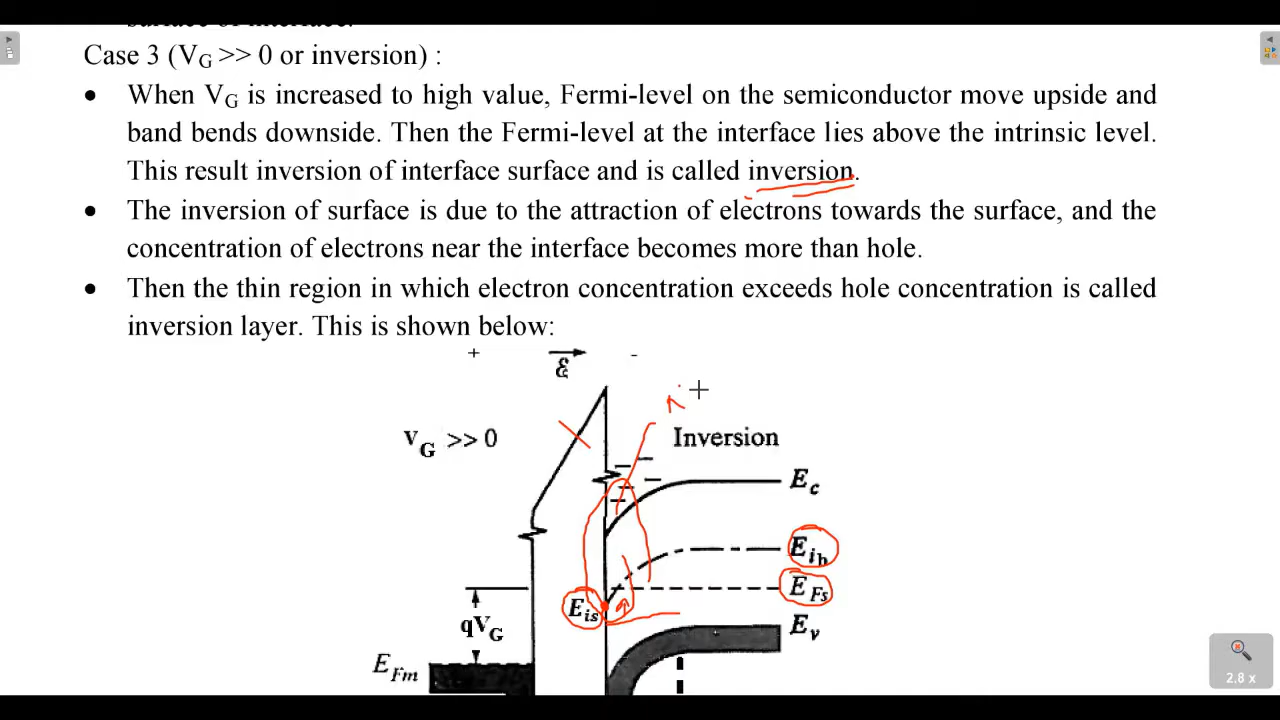 surface of interface.
Case 3 (VG >> 0 or inversion) :
• When VG is increased to high value, Fermi-level on the semiconductor move upside and
band bends downside. Then the Fermi-level at the interface lies above the intrinsic level.
This result inversion of interface surface and is called inversion.
• The inversion of surface is due to the attraction of electrons towards the surface, and the
concentration of electrons near the interface becomes more than hole.
• Then the thin region in which electron concentration exceeds hole concentration is called
inversion layer. This is shown below:
+ ℰ -
VG >> 0
Inversion
Ec
Eib
EFs
Eis
Ev
qVG
EFm
2.8 x